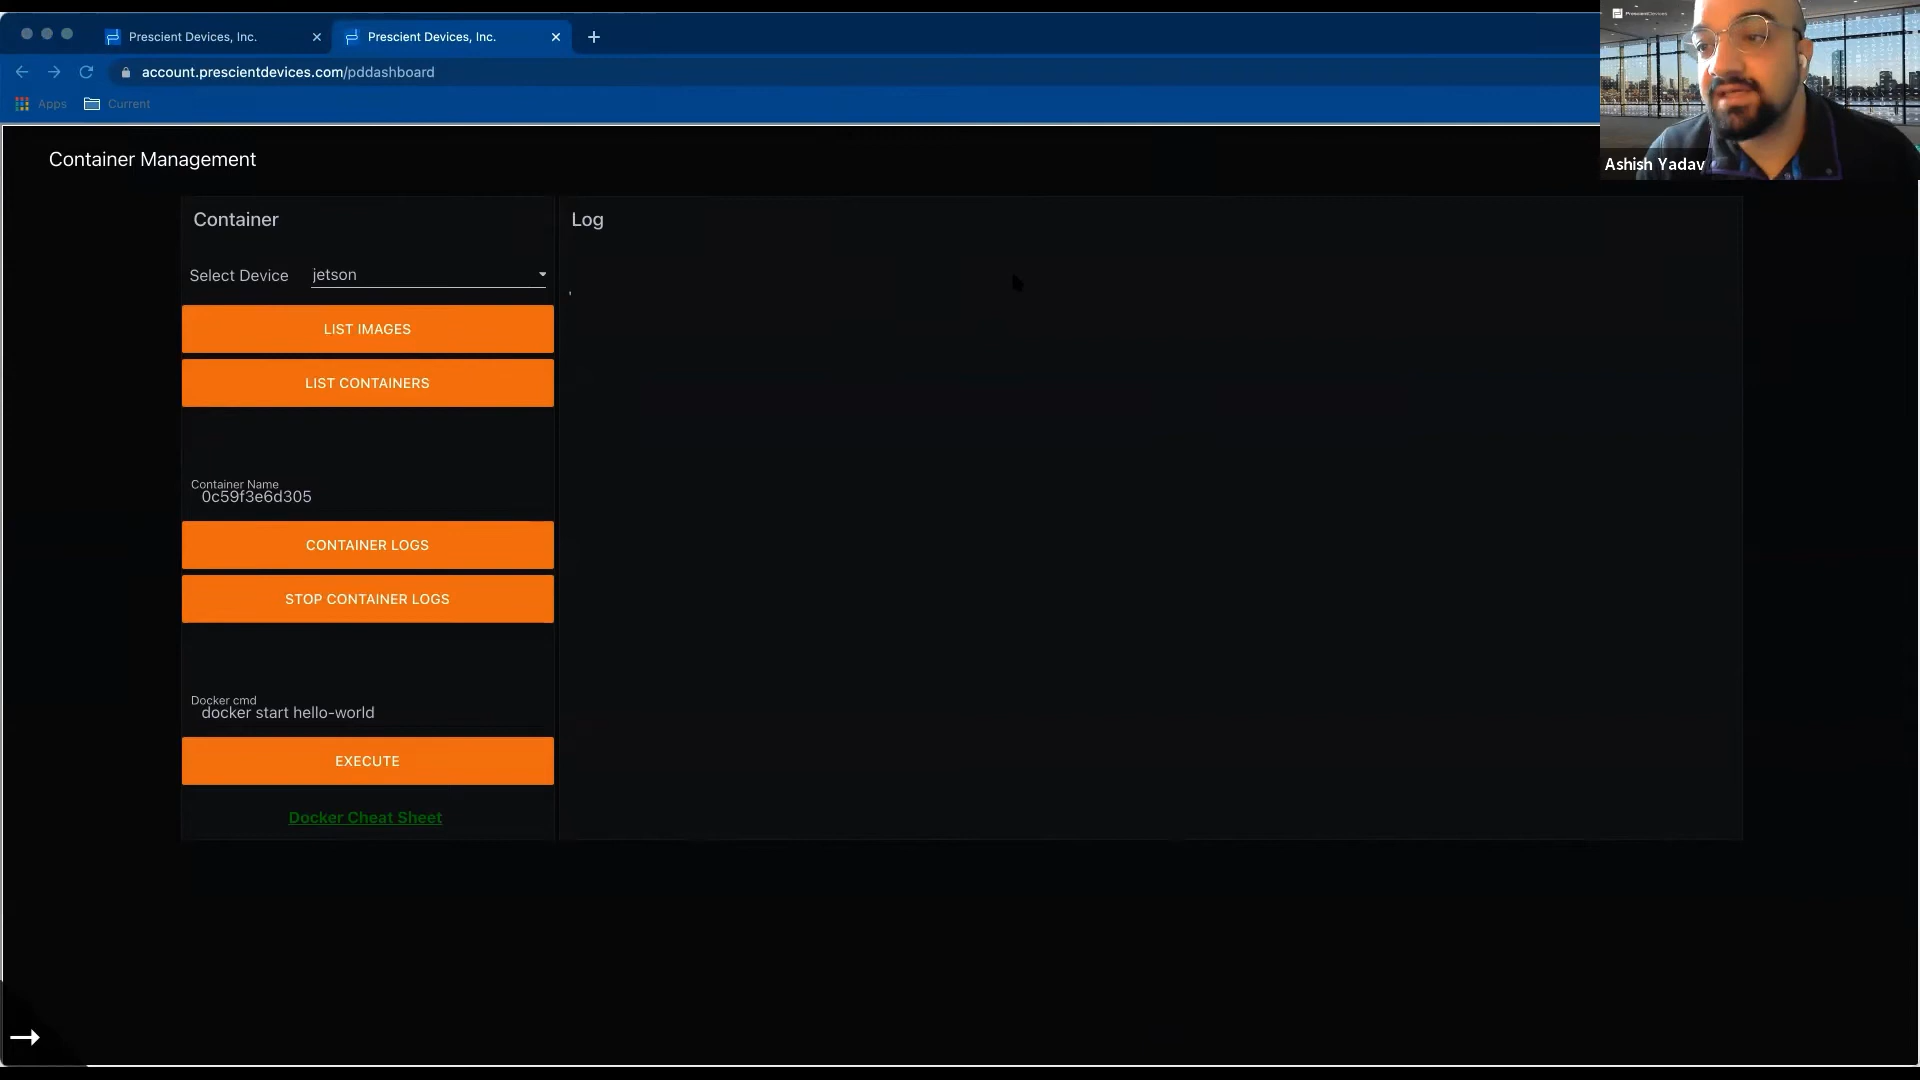 Prescient Devices, Inc.
Prescient Devices, Inc.
account.prescientdevices.com/pddashboard
Apps
Current
PrescientDevices
Ashish Yadav
Container Management
Container
Log
Select Device
jetson
,
LIST IMAGES
LIST CONTAINERS
Container Name
0c59f3e6d305
CONTAINER LOGS
STOP CONTAINER LOGS
Docker cmd
docker start hello-world
EXECUTE
Docker Cheat Sheet